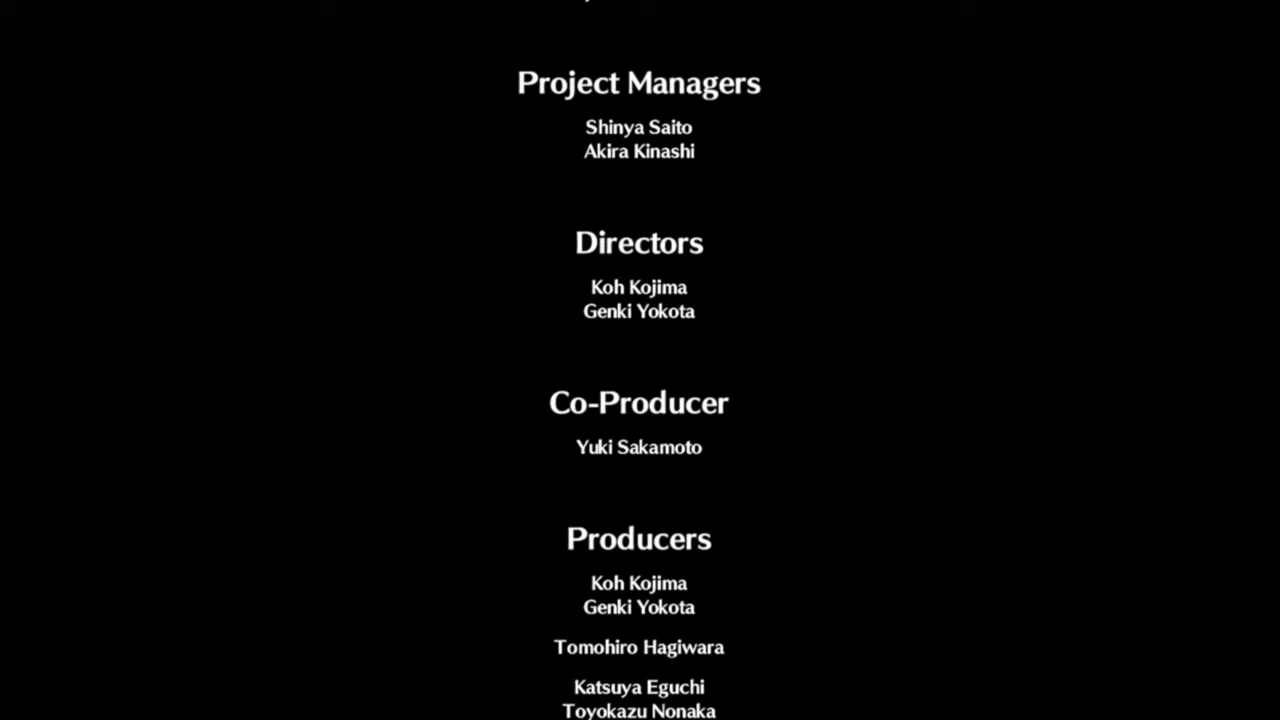 Project Managers
Shinya Saito
Akira Kinashi
Directors
Koh Kojima
Genki Yokota
Co-Producer
Yuki Sakamoto
Producers
Koh Kojima
Genki Yokota
Tomohiro Hagiwara
Katsuya Eguchi
Toyokazu Nonaka